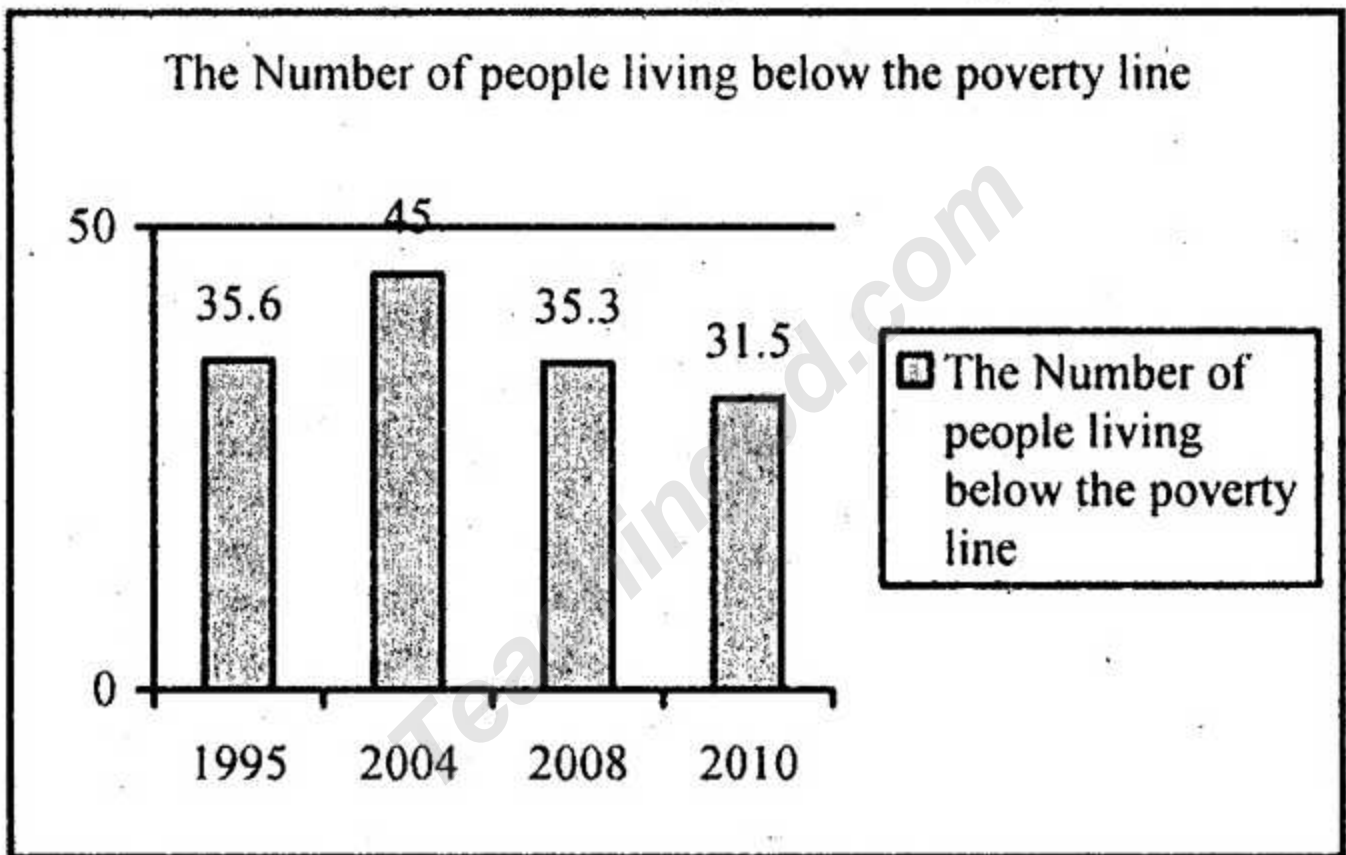 The Number of people living below the poverty line
50
45
35.6
35.3
31.5
0
1995 2004 2008 2010
The Number of
people living
below the poverty
line